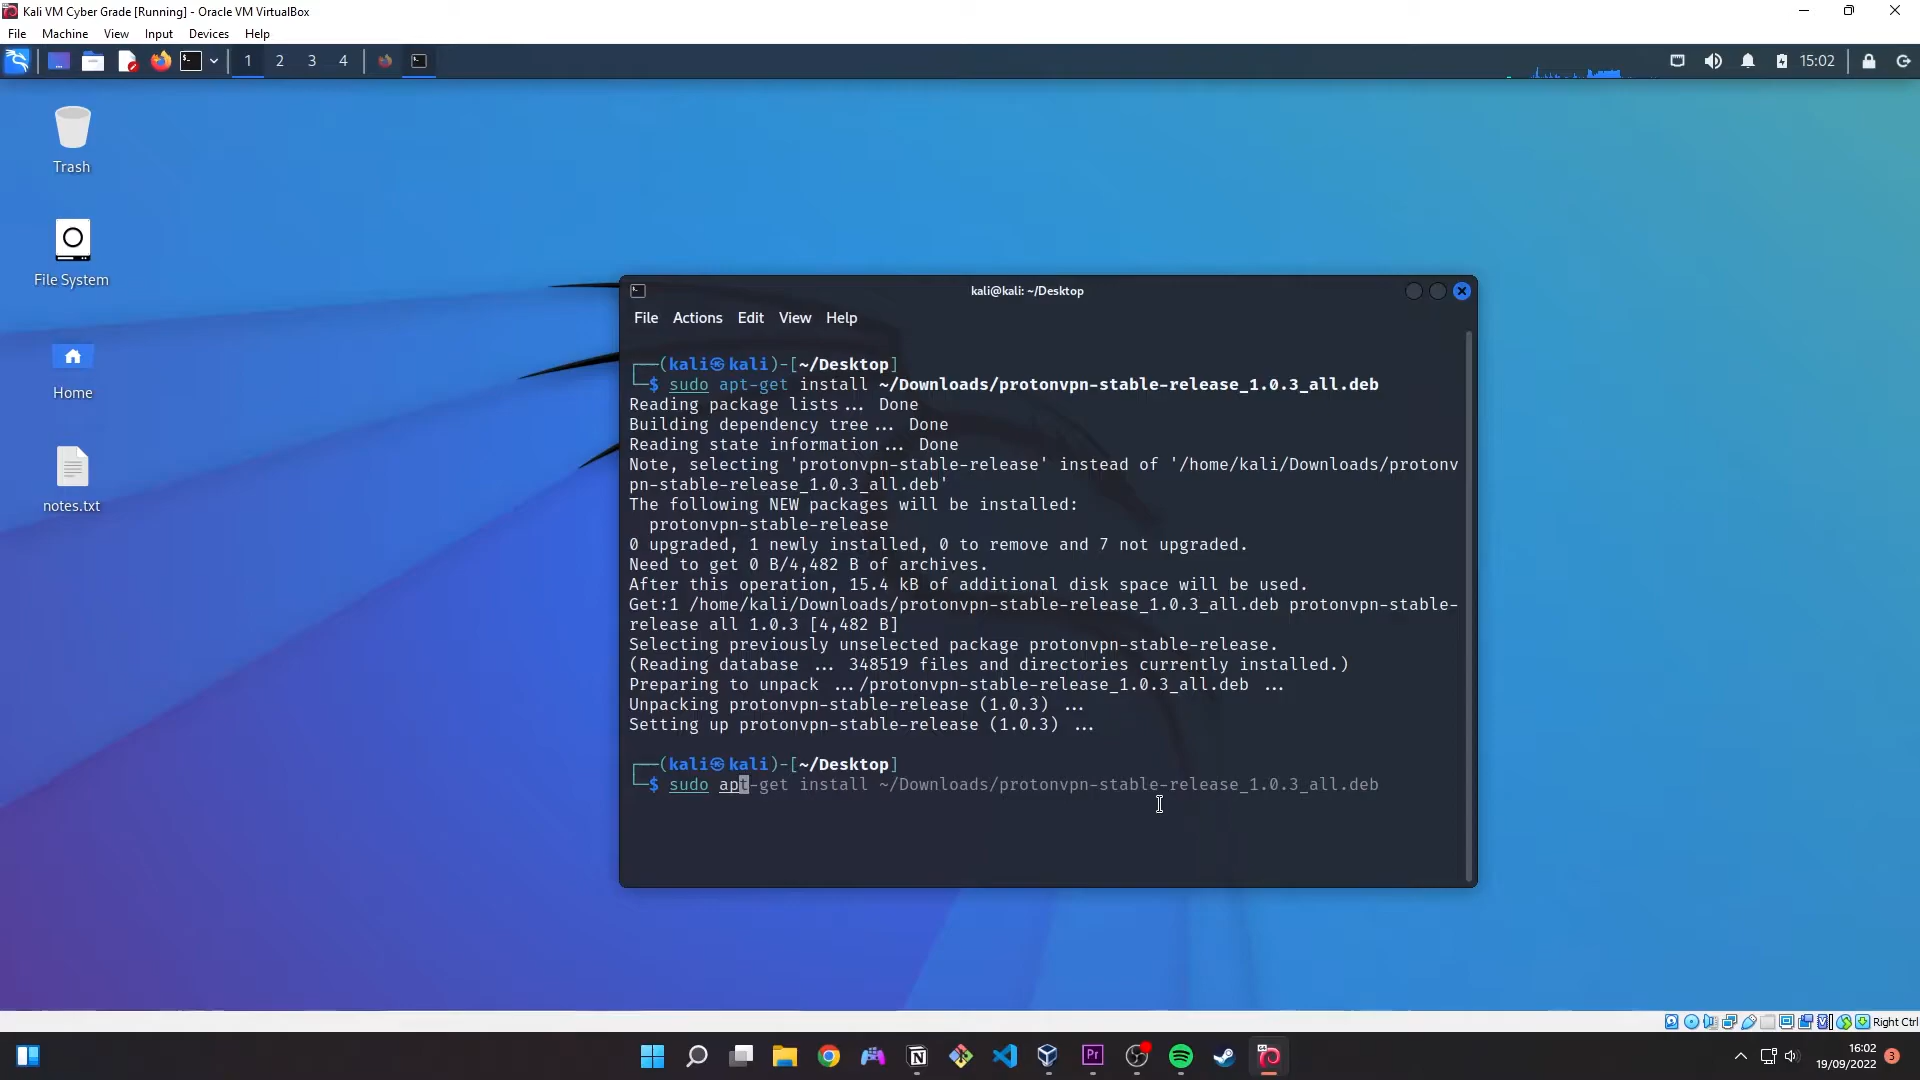 Kali VM Cyber Grade [Running] - Oracle VM VirtualBox
File Machine View Input Devices Help
1 2 3 4
15:02
Trash
File System
Home
notes.txt
kali@kali: ~/Desktop
File Actions Edit View Help
┌──(kali㉿kali)-[~/Desktop]
└─$ sudo apt-get install ~/Downloads/protonvpn-stable-release_1.0.3_all.deb
Reading package lists... Done
Building dependency tree... Done
Reading state information... Done
Note, selecting 'protonvpn-stable-release' instead of '/home/kali/Downloads/protonv
pn-stable-release_1.0.3_all.deb'
The following NEW packages will be installed:
protonvpn-stable-release
0 upgraded, 1 newly installed, 0 to remove and 7 not upgraded.
Need to get 0 B/4,482 B of archives.
After this operation, 15.4 kB of additional disk space will be used.
Get:1 /home/kali/Downloads/protonvpn-stable-release_1.0.3_all.deb protonvpn-stable-
release all 1.0.3 [4,482 B]
Selecting previously unselected package protonvpn-stable-release.
(Reading database ... 348519 files and directories currently installed.)
Preparing to unpack .../protonvpn-stable-release_1.0.3_all.deb ...
Unpacking protonvpn-stable-release (1.0.3) ...
Setting up protonvpn-stable-release (1.0.3) ...
┌──(kali㉿kali)-[~/Desktop]
└─$ sudo apt-get install ~/Downloads/protonvpn-stable-release_1.0.3_all.deb
Right Ctrl
N
Pr
16:02
19/09/2022
3